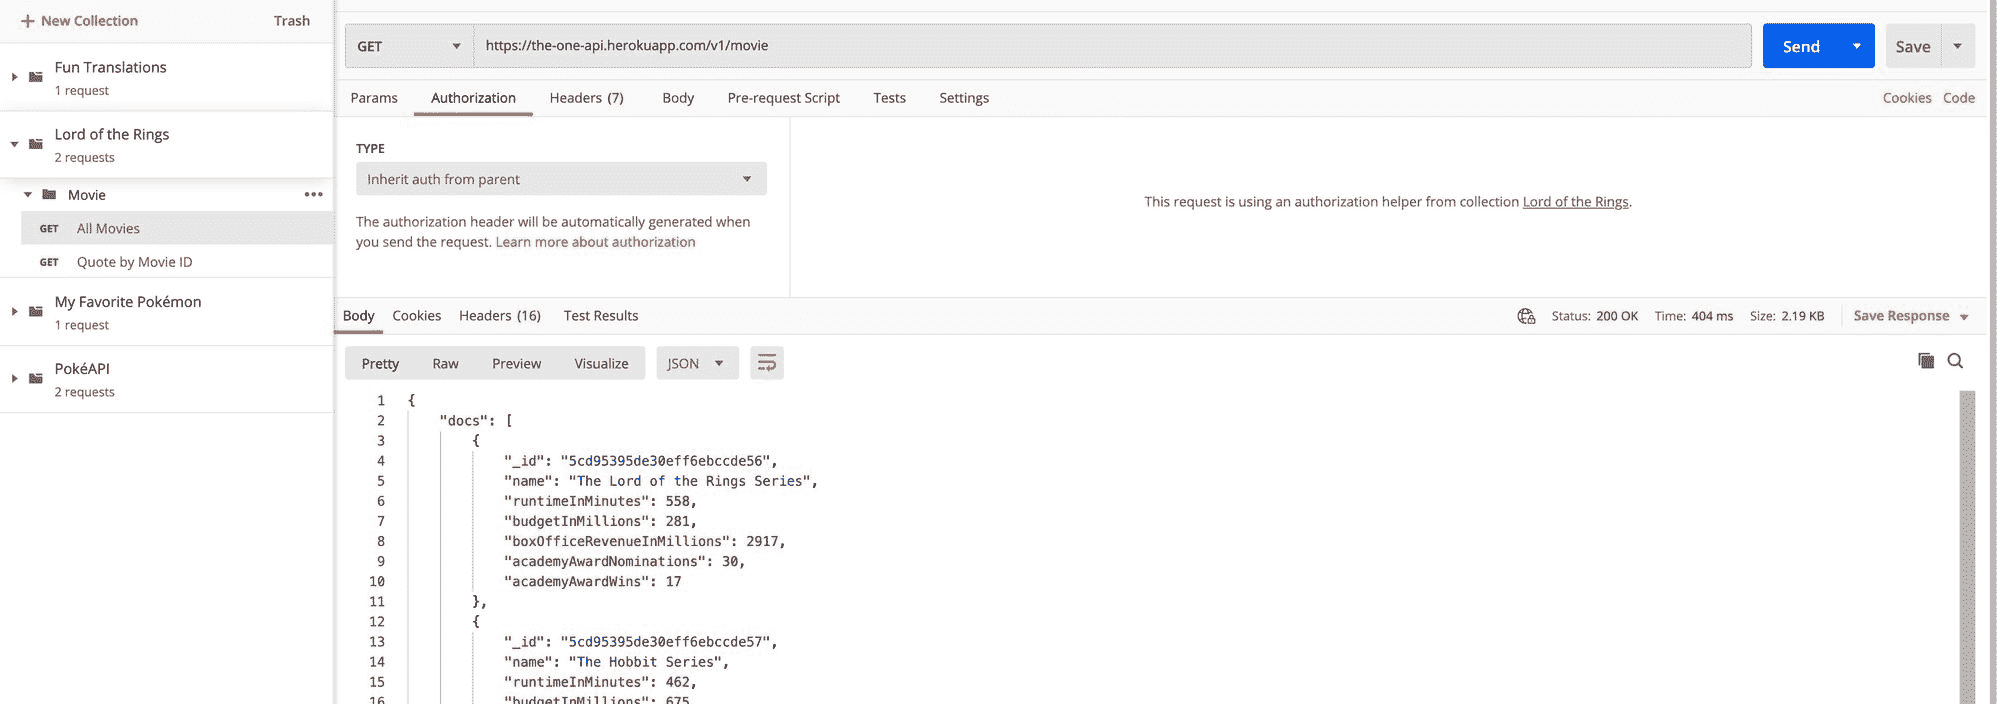 New Collection Trash
Fun Translations
1 request
Lord of the Rings
2 requests
Movie •••
GET All Movies
GET Quote by Movie ID
My Favorite Pokémon
1 request
PokéAPI
2 requests
GET https://the-one-api.herokuapp.com/v1/movie Send Save
Params Authorization Headers (7) Body Pre-request Script Tests Settings Cookies Code
TYPE
Inherit auth from parent
The authorization header will be automatically generated when
you send the request. Learn more about authorization
This request is using an authorization helper from collection Lord of the Rings.
Body Cookies Headers (16) Test Results Status: 200 OK Time: 404 ms Size: 2.19 KB Save Response
Pretty Raw Preview Visualize JSON
1 {
2 "docs": [
3 {
4 "_id": "5cd95395de30eff6ebccde56",
5 "name": "The Lord of the Rings Series",
6 "runtimeInMinutes": 558,
7 "budgetInMillions": 281,
8 "boxOfficeRevenueInMillions": 2917,
9 "academyAwardNominations": 30,
10 "academyAwardWins": 17
11 },
12 {
13 "_id": "5cd95395de30eff6ebccde57",
14 "name": "The Hobbit Series",
15 "runtimeInMinutes": 462,
16 "budgetInMillions": 675